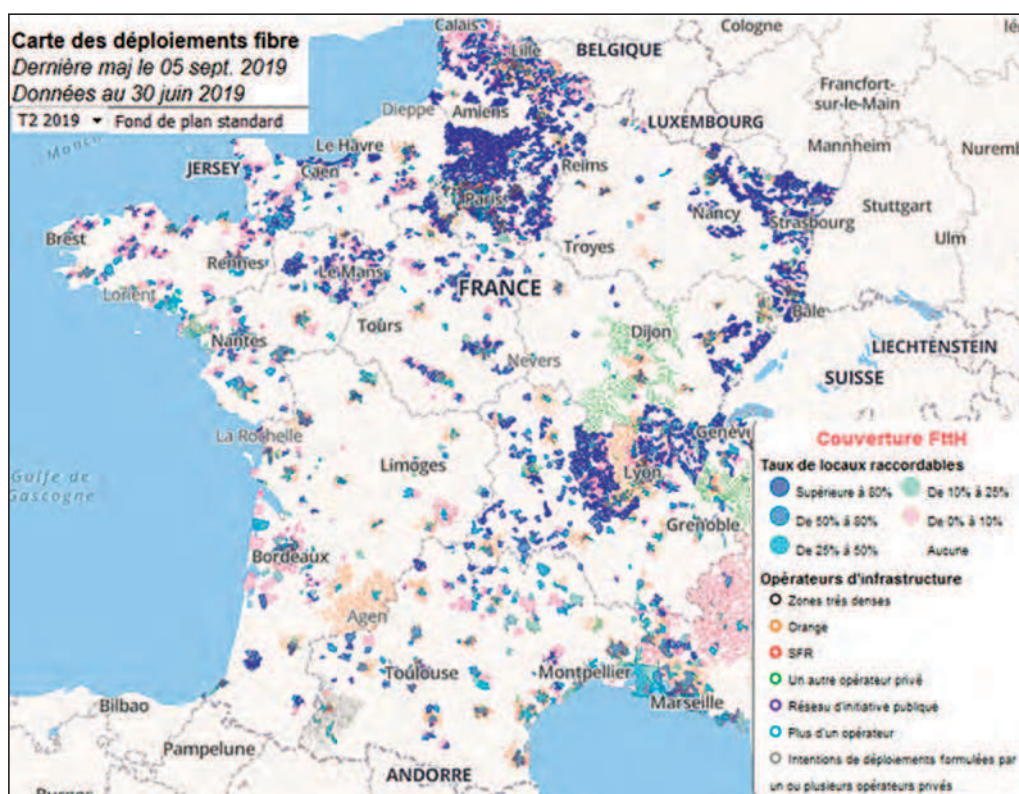 Carte des déploiements fibre
Dernière maj le 05 sept. 2019
Données au 30 juin 2019
T2 2019 Fond de plan standard
Calais
Cologne
Lille
BELGIQUE
Francfort-
sur-le-Main
Dieppe
Amiens
LUXEMBOURG
Mannheim
Nuremb
Le Havre
Reims
JERSEY
Caen
Paris
Nancy
Stuttgart
Strasbourg
Brest
Troyes
Ulm
Rennes
Le Mans
Lorient
FRANCE
Bâle
Tours
Dijon
Nantes
Nevers
LIECHTENSTEIN
SUISSE
La Rochelle
Genèv
Limoges
Lyon
Golfe de
Gascogne
Grenoble
Bordeaux
Agen
Toulouse
Montpellier
Marseille
Bilbao
Pampelune
ANDORRE
Couverture FttH
Taux de locaux raccordables
Supérieure à 80% De 10% à 25%
De 50% à 80% De 0% à 10%
De 25% à 50% Aucune
Opérateurs d'infrastructure
Zones très denses
Orange
SFR
Un autre opérateur privé
Réseau d'initiative publique
Plus d'un opérateur
Intentions de déploiements formulées par
un ou plusieurs opérateurs privés